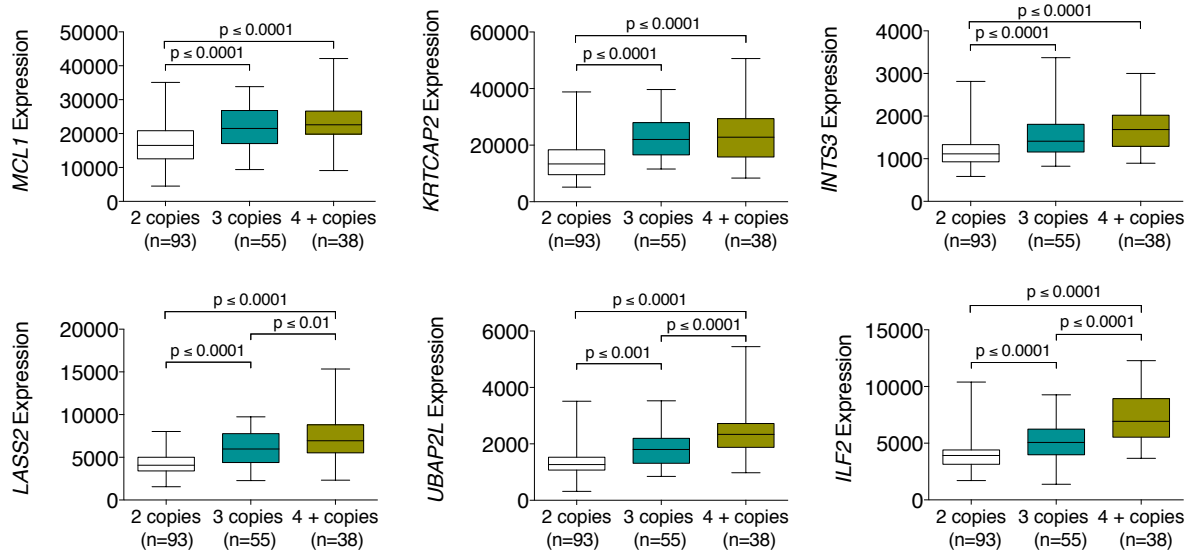 MCL1 Expression
50000
40000
30000
20000
10000
0
p ≤ 0.0001
p ≤ 0.0001
2 copies
(n=93)
3 copies
(n=55)
4 + copies
(n=38)
KRTCAP2 Expression
60000
40000
20000
0
p ≤ 0.0001
p ≤ 0.0001
2 copies
(n=93)
3 copies
(n=55)
4 + copies
(n=38)
INTS3 Expression
4000
3000
2000
1000
0
p ≤ 0.0001
p ≤ 0.0001
2 copies
(n=93)
3 copies
(n=55)
4 + copies
(n=38)
LASS2 Expression
20000
15000
10000
5000
0
p ≤ 0.0001
p ≤ 0.01
p ≤ 0.0001
2 copies
(n=93)
3 copies
(n=55)
4 + copies
(n=38)
UBAP2L Expression
6000
4000
2000
0
p ≤ 0.0001
p ≤ 0.0001
p ≤ 0.001
2 copies
(n=93)
3 copies
(n=55)
4 + copies
(n=38)
ILF2 Expression
15000
10000
5000
0
p ≤ 0.0001
p ≤ 0.0001
p ≤ 0.0001
2 copies
(n=93)
3 copies
(n=55)
4 + copies
(n=38)